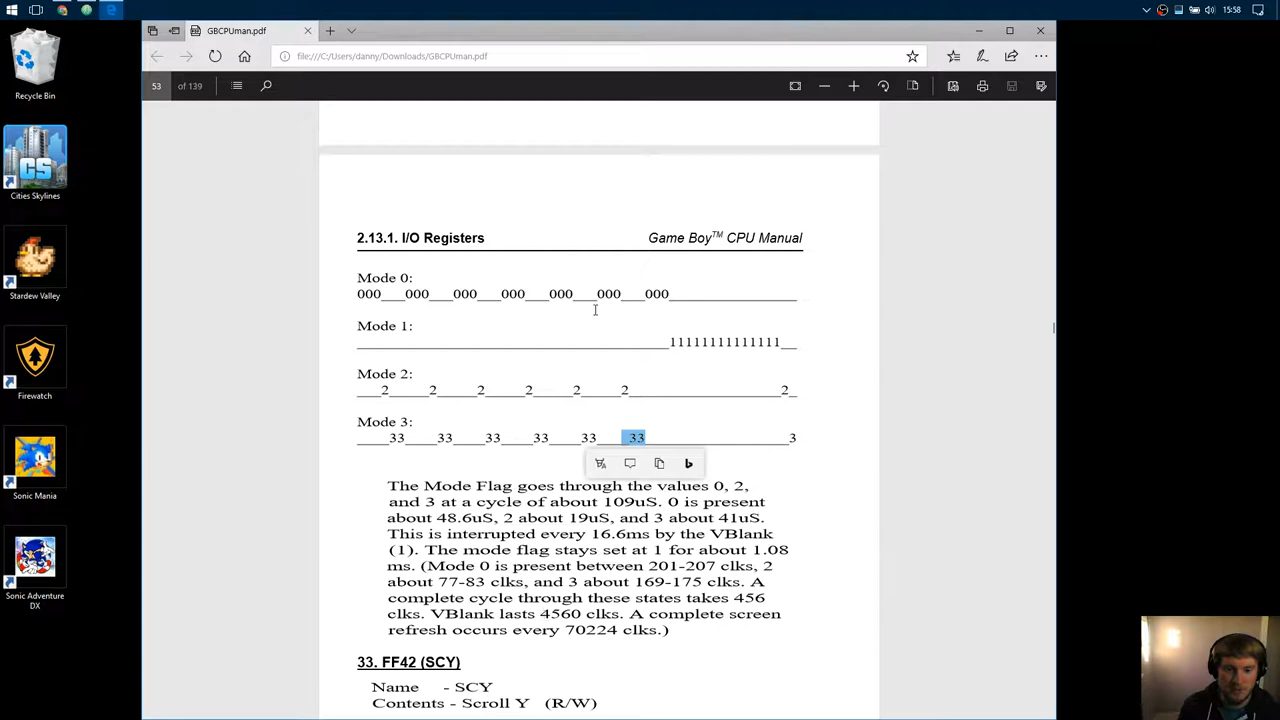 15:58
GBCPUman.pdf
file:///C:/Users/danny/Downloads/GBCPUman.pdf
53 of 139
Recycle Bin
CS
Cities Skylines
Stardew Valley
Firewatch
Sonic Mania
Sonic Adventure
DX
2.13.1. I/O Registers Game Boy™ CPU Manual
Mode 0:
000___000___000___000___000___000___000________________
Mode 1:
_______________________________________11111111111111__
Mode 2:
___2_____2_____2_____2_____2_____2___________________2_
Mode 3:
____33____33____33____33____33____33__________________3
The Mode Flag goes through the values 0, 2,
and 3 at a cycle of about 109uS. 0 is present
about 48.6uS, 2 about 19uS, and 3 about 41uS.
This is interrupted every 16.6ms by the VBlank
(1). The mode flag stays set at 1 for about 1.08
ms. (Mode 0 is present between 201-207 clks, 2
about 77-83 clks, and 3 about 169-175 clks. A
complete cycle through these states takes 456
clks. VBlank lasts 4560 clks. A complete screen
refresh occurs every 70224 clks.)
33. FF42 (SCY)
Name - SCY
Contents - Scroll Y (R/W)